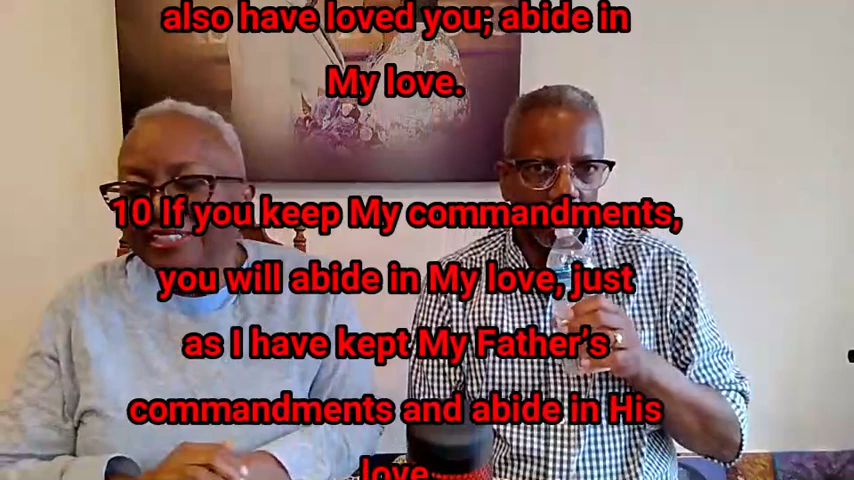 also have loved you; abide in
My love.
10 If you keep My commandments,
you will abide in My love, just
as I have kept My Father’s
commandments and abide in His
love.